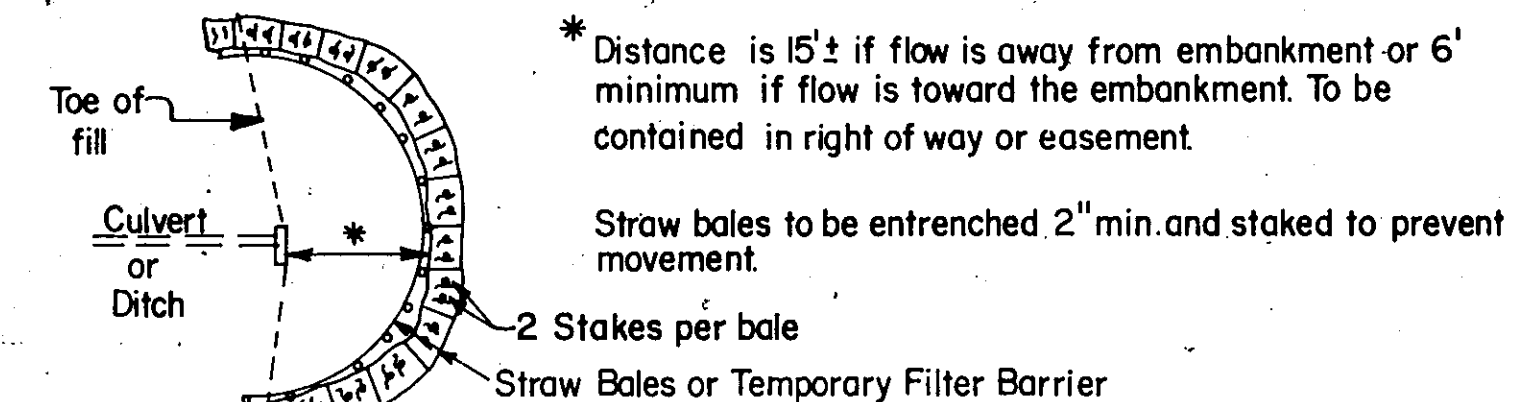 * Distance is 15'± if flow is away from embankment or 6'
minimum if flow is toward the embankment. To be
contained in right of way or easement.
Toe of
fill
Culvert
or
Ditch
*
Straw bales to be entrenched 2" min. and staked to prevent
movement.
2 Stakes per bale
Straw Bales or Temporary Filter Barrier